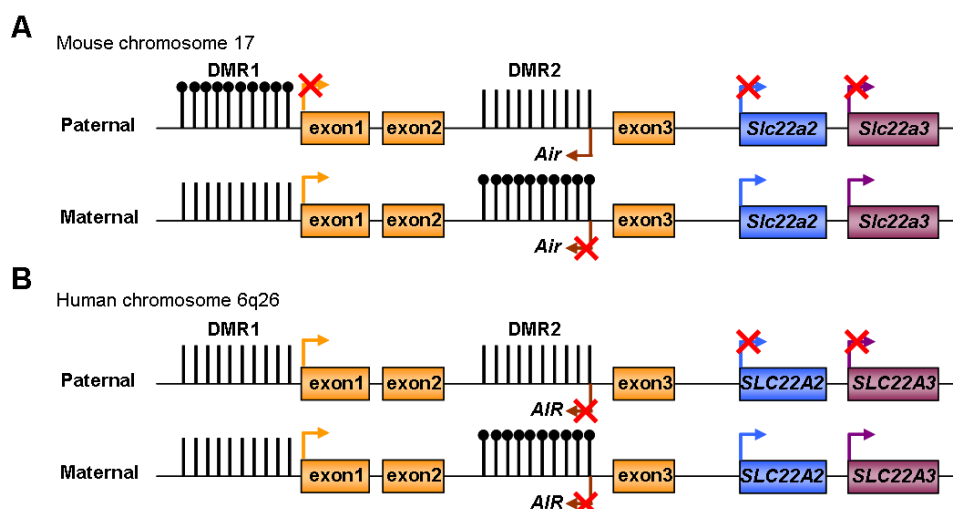 A
Mouse chromosome 17
DMR1 DMR2
Paternal exon1 exon2 exon3 Slc22a2 Slc22a3
Air
Maternal exon1 exon2 exon3 Slc22a2 Slc22a3
Air
B
Human chromosome 6q26
DMR1 DMR2
Paternal exon1 exon2 exon3 SLC22A2 SLC22A3
AIR
Maternal exon1 exon2 exon3 SLC22A2 SLC22A3
AIR